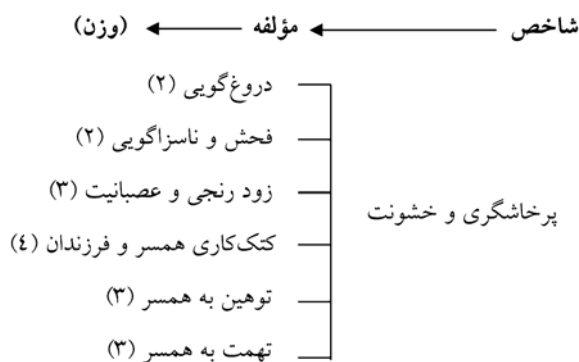 شاخص مؤلفه (وزن)
دروغ‌گویی (۲)
فحش و ناسزاگویی (۲)
زود رنجی و عصبانیت (۳)
پرخاشگری و خشونت
کتک‌کاری همسر و فرزندان (٤)
توهین به همسر (۳)
تهمت به همسر (۳)